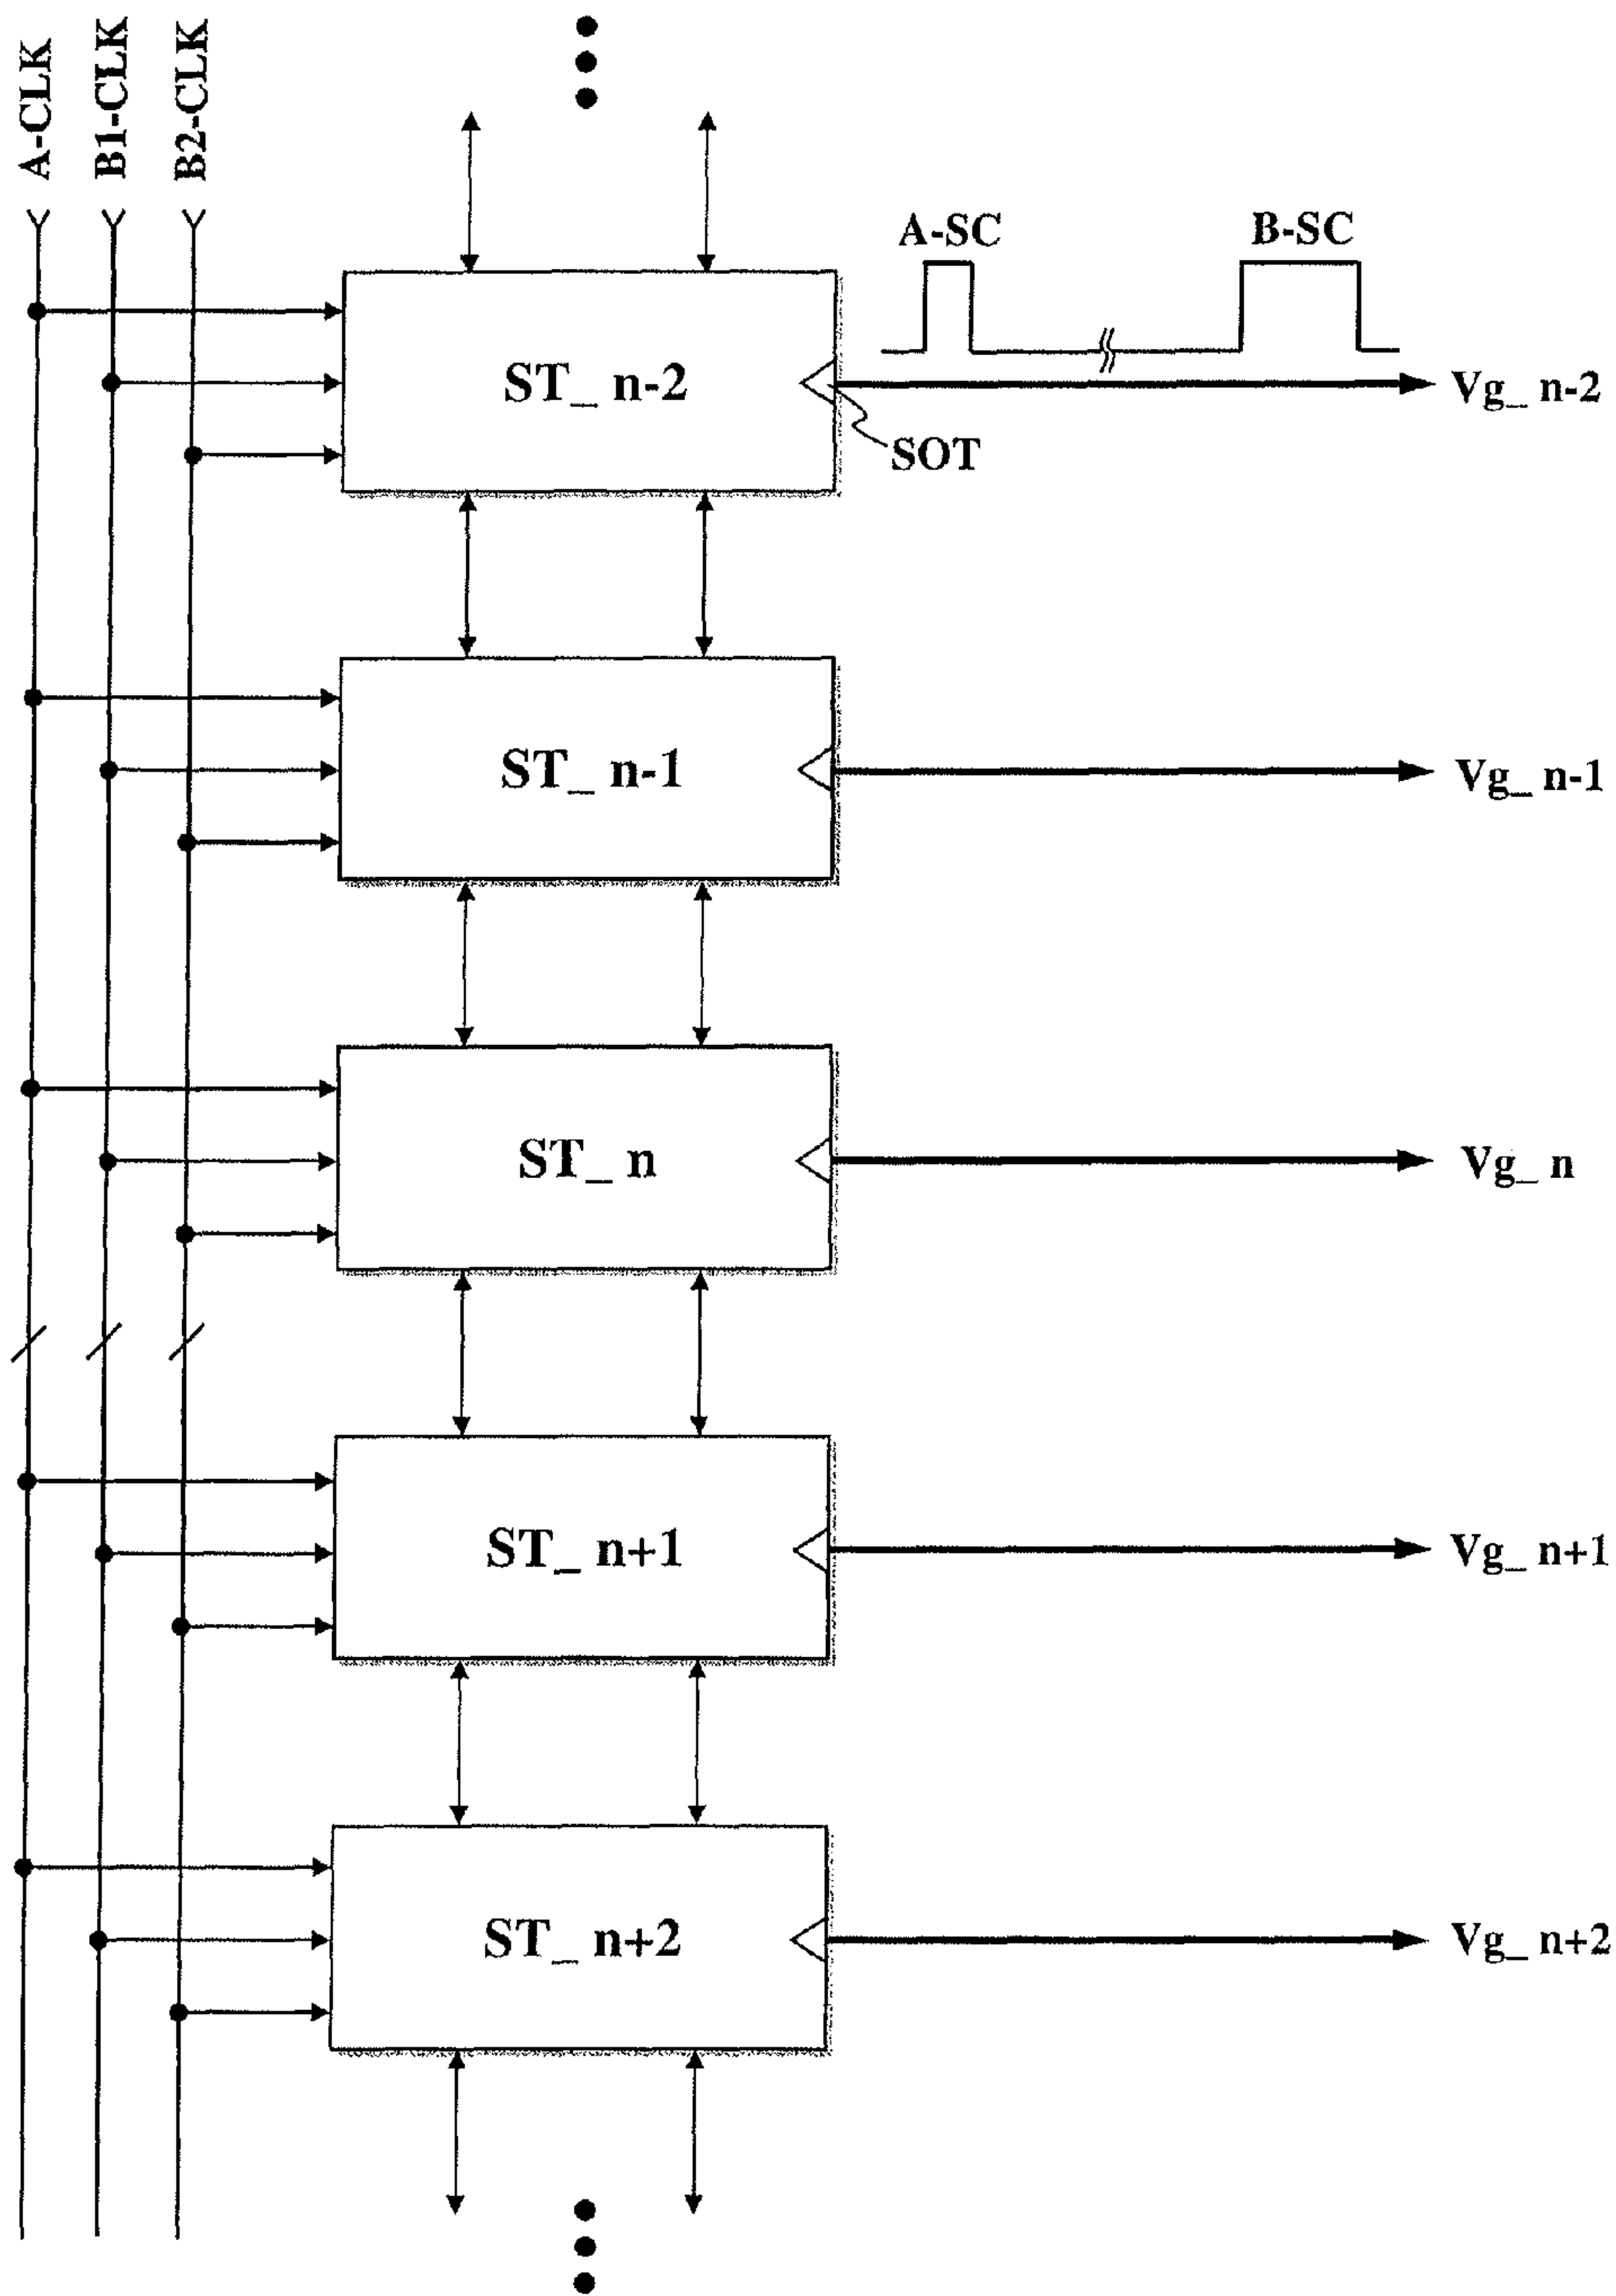 A-CLK
B1-CLK
B2-CLK
A-SC
B-SC
ST_ n-2
Vg_ n-2
SOT
ST_ n-1
Vg_ n-1
ST_ n
Vg_ n
ST_ n+1
Vg_ n+1
ST_ n+2
Vg_ n+2